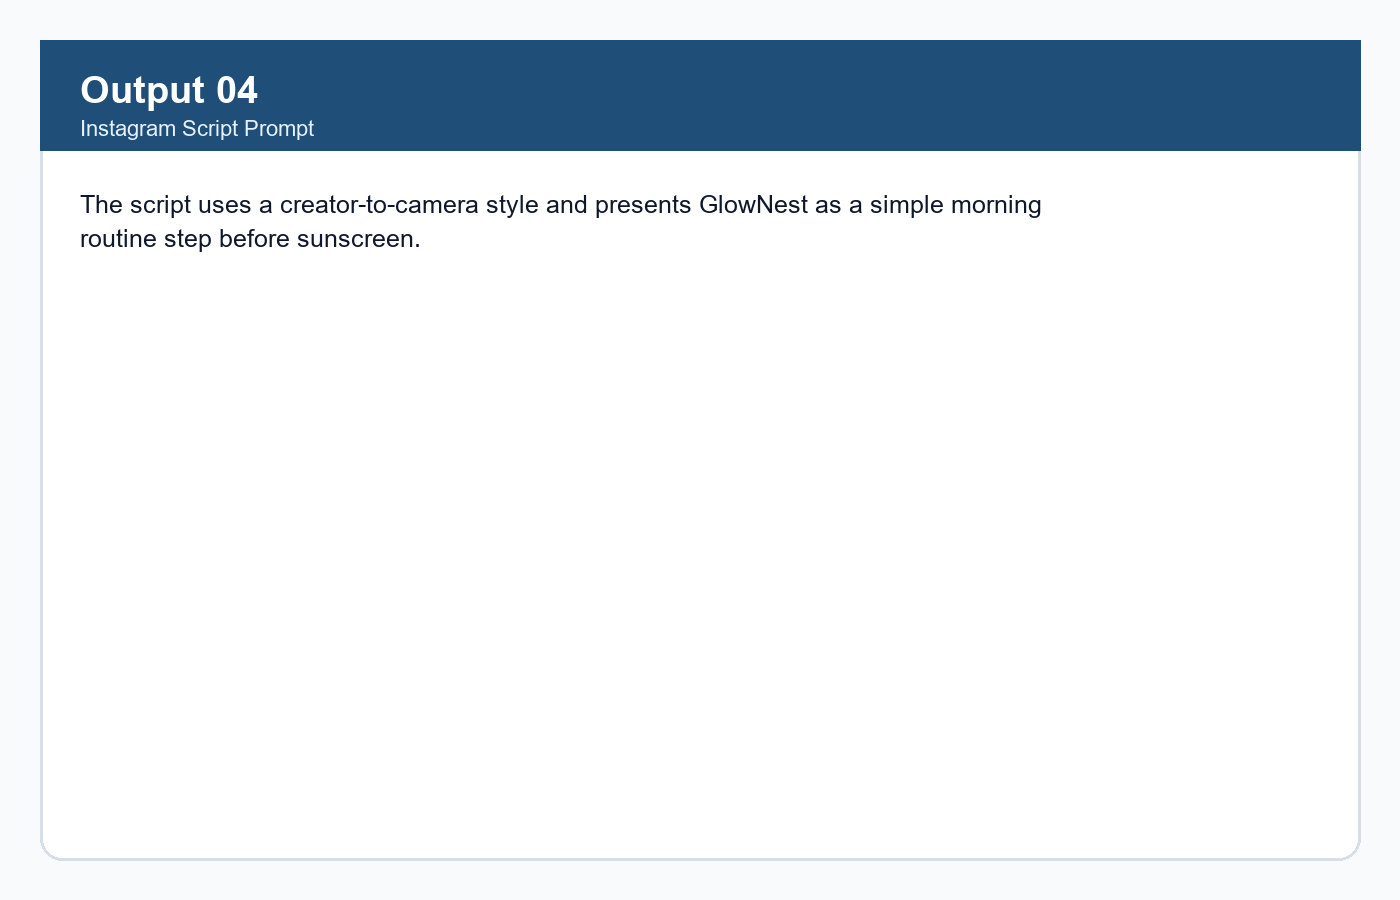 Output 04
Instagram Script Prompt
The script uses a creator-to-camera style and presents GlowNest as a simple morning
routine step before sunscreen.